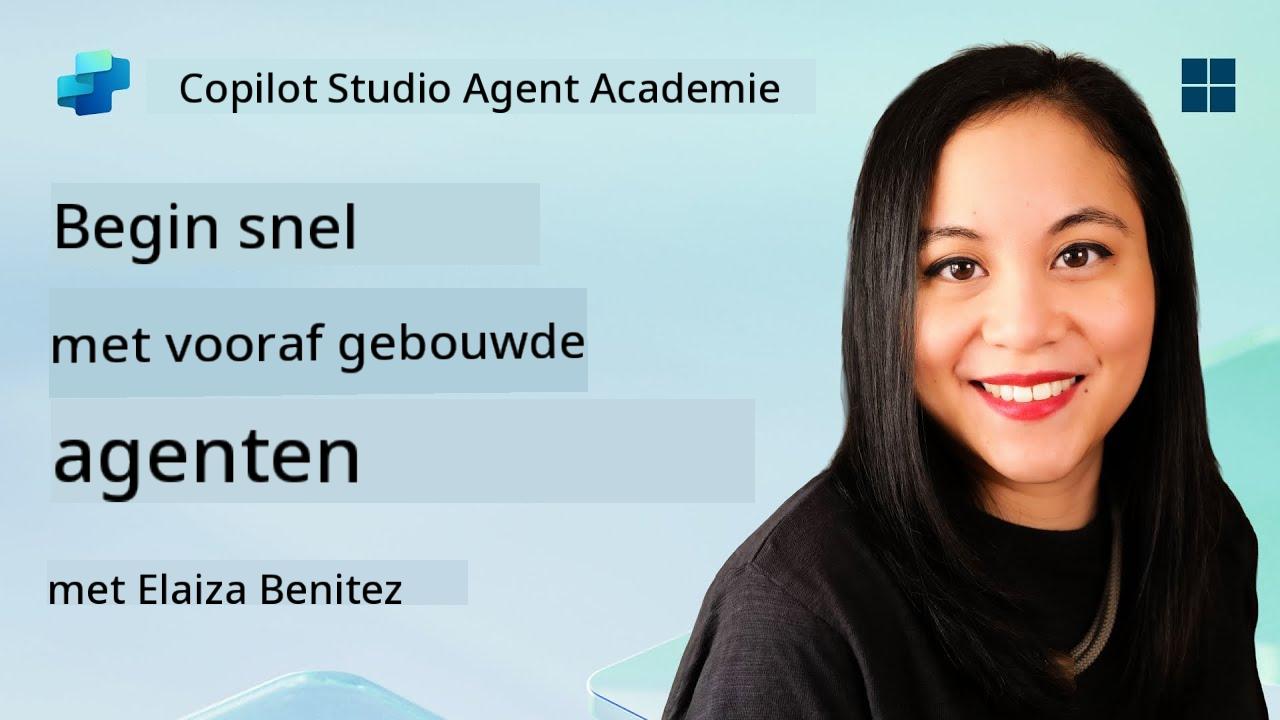 Copilot Studio Agent Academie
Begin snel
met vooraf gebouwde
agenten
met Elaiza Benitez